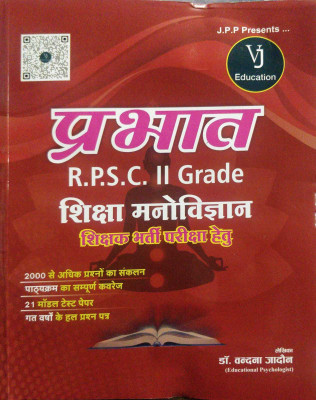 J.P.P Presents ...
VJ
Education
प्रभात
R.P.S.C. II Grade
शिक्षा मनोविज्ञान
शिक्षक भर्ती परीक्षा हेतु
2000 से अधिक प्रश्नों का संकलन
पाठ्यक्रम का सम्पूर्ण कवरेज
21 मॉडल टेस्ट पेपर
गत वर्षों के हल प्रश्न पत्र
लेखिका
डॉ. वन्दना जादोन
(Educational Psychologist)